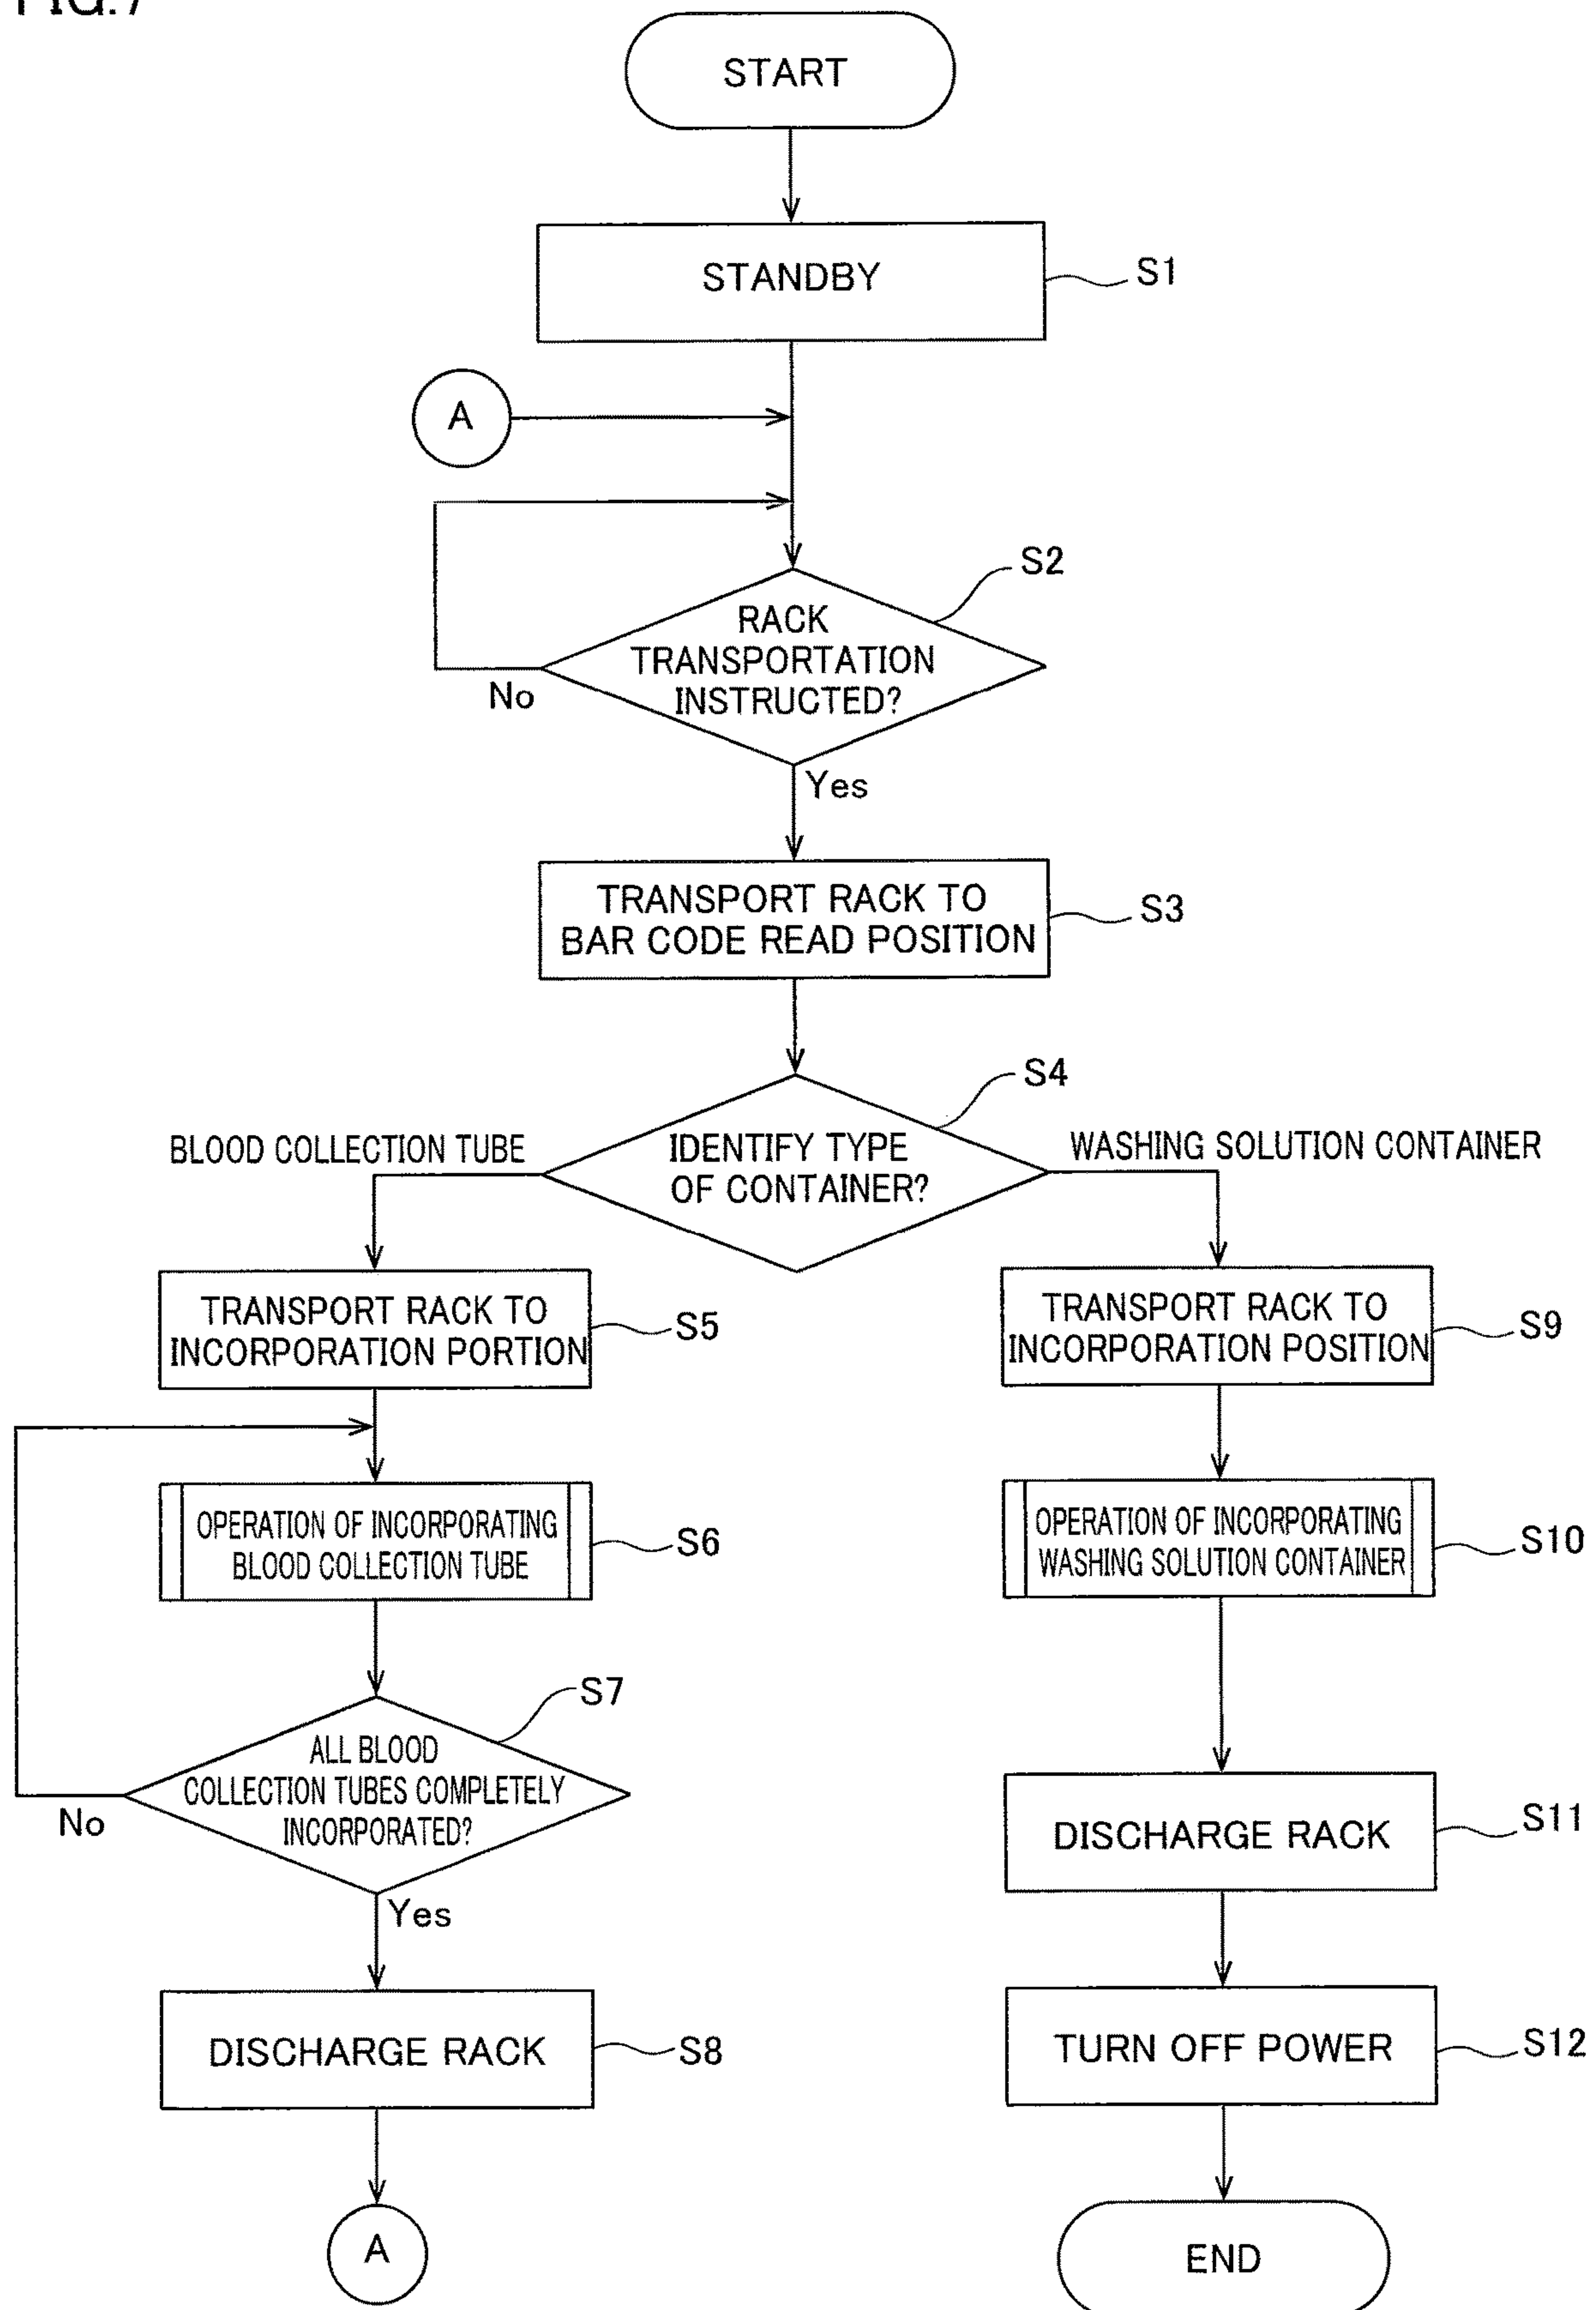 FIG.7
START
STANDBY
S1
A
S2
RACK
TRANSPORTATION
INSTRUCTED?
No
Yes
TRANSPORT RACK TO
BAR CODE READ POSITION
S3
S4
IDENTIFY TYPE
OF CONTAINER?
BLOOD COLLECTION TUBE
WASHING SOLUTION CONTAINER
TRANSPORT RACK TO
INCORPORATION PORTION
S5
OPERATION OF INCORPORATING
BLOOD COLLECTION TUBE
S6
S7
ALL BLOOD
COLLECTION TUBES COMPLETELY
INCORPORATED?
No
Yes
DISCHARGE RACK
S8
A
TRANSPORT RACK TO
INCORPORATION POSITION
S9
OPERATION OF INCORPORATING
WASHING SOLUTION CONTAINER
S10
DISCHARGE RACK
S11
TURN OFF POWER
S12
END